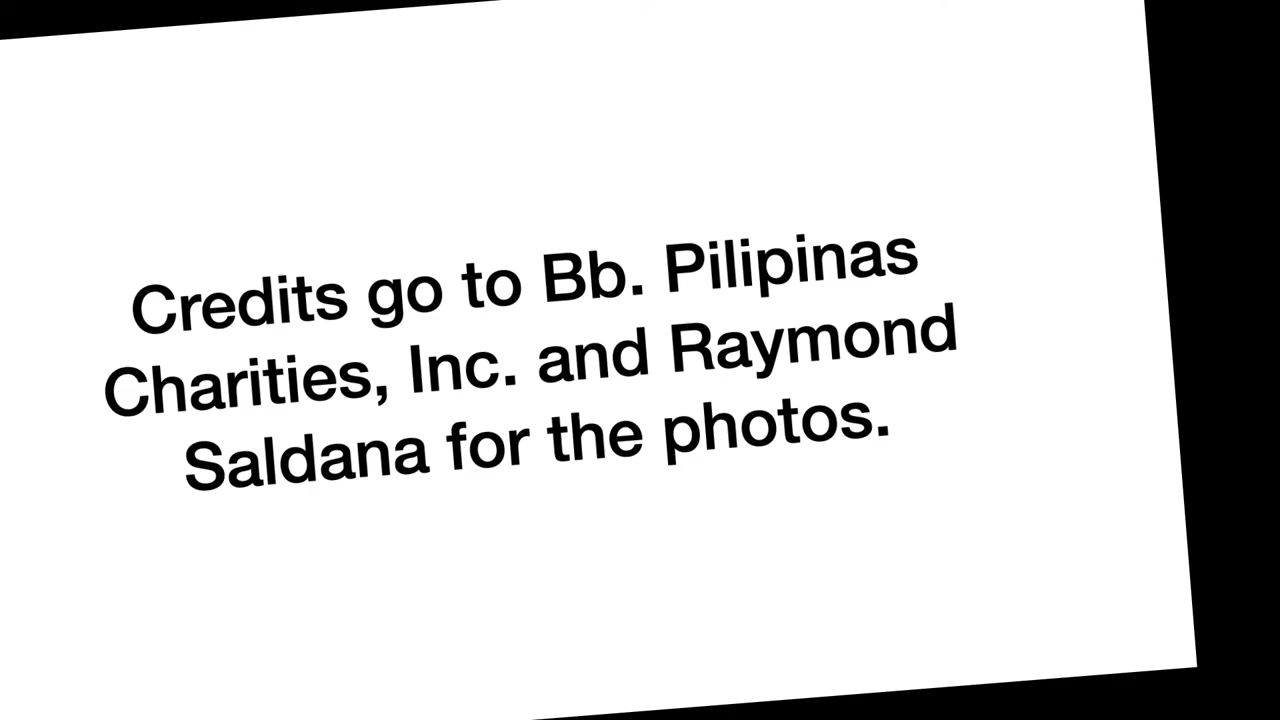 Credits go to Bb. Pilipinas
Charities, Inc. and Raymond
Saldana for the photos.